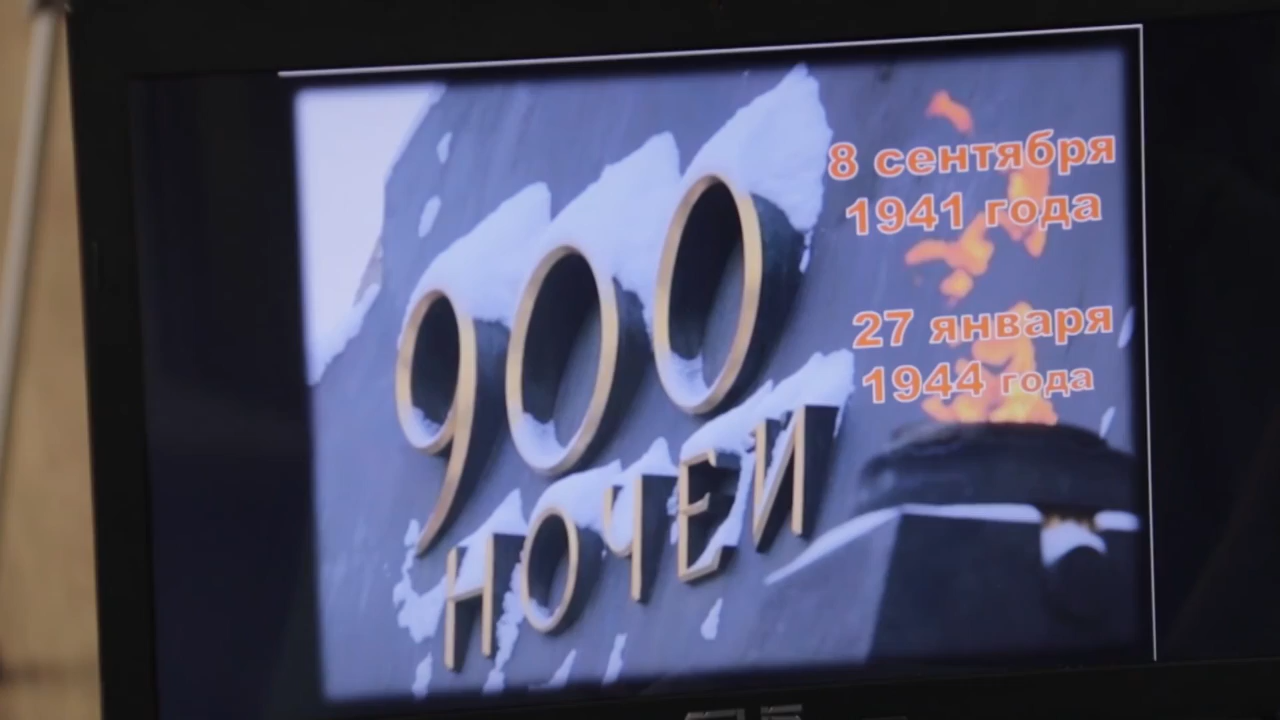 900
НОЧЕЙ
8 сентября
1941 года
27 января
1944 года